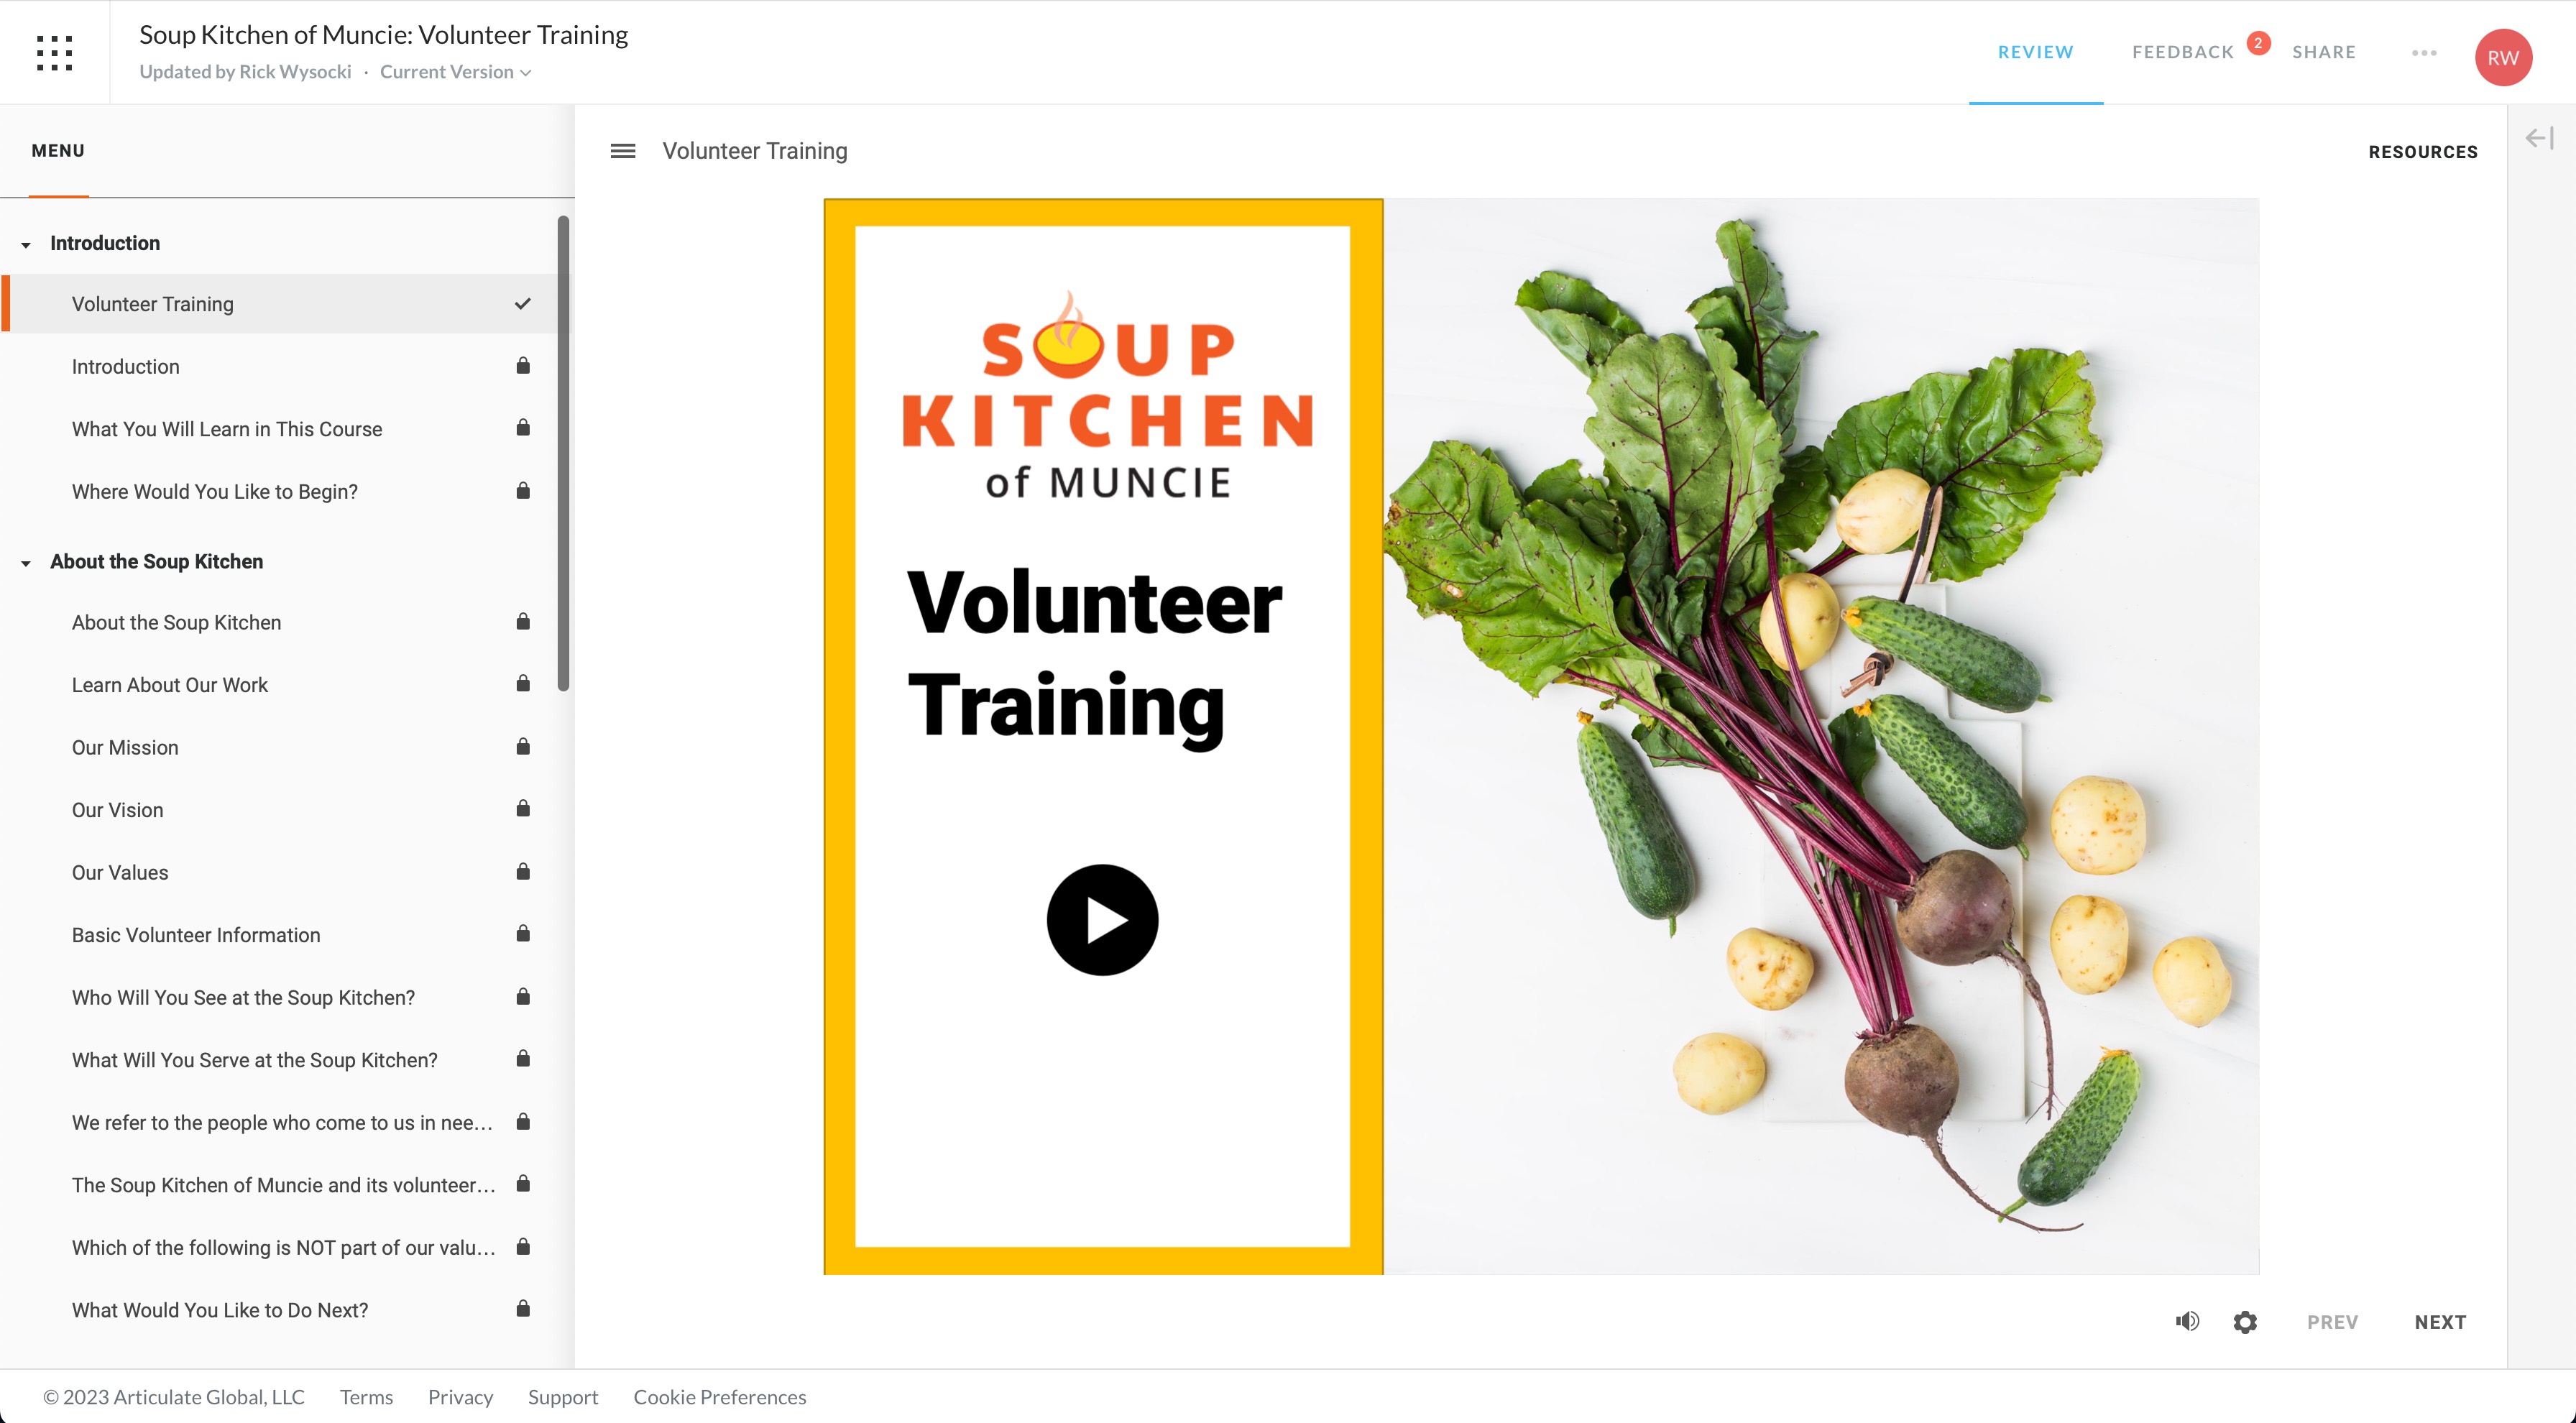 Soup Kitchen of Muncie: Volunteer Training
Updated by Rick Wysocki · Current Version
REVIEW
FEEDBACK
2
SHARE
RW
MENU
Introduction
Volunteer Training
Introduction
What You Will Learn in This Course
Where Would You Like to Begin?
About the Soup Kitchen
About the Soup Kitchen
Learn About Our Work
Our Mission
Our Vision
Our Values
Basic Volunteer Information
Who Will You See at the Soup Kitchen?
What Will You Serve at the Soup Kitchen?
We refer to the people who come to us in nee...
The Soup Kitchen of Muncie and its volunteer...
Which of the following is NOT part of our valu...
What Would You Like to Do Next?
Volunteer Training
RESOURCES
SOUP
KITCHEN
of MUNCIE
Volunteer
Training
PREV
NEXT
© 2023 Articulate Global, LLC
Terms
Privacy
Support
Cookie Preferences